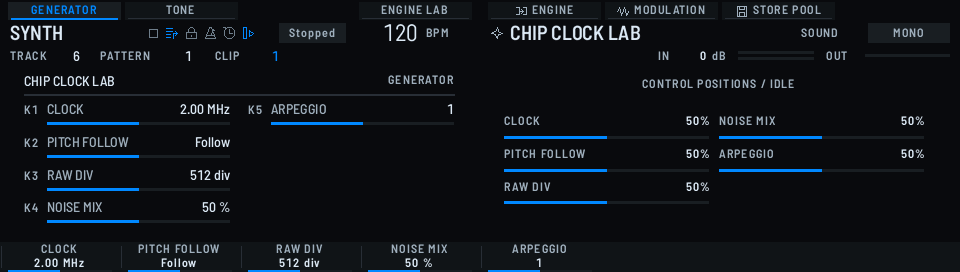 GENERATOR TONE ENGINE LAB ENGINE MODULATION STORE POOL
SYNTH Stopped 120 BPM CHIP CLOCK LAB SOUND MONO
TRACK 6 PATTERN 1 CLIP 1 IN 0 dB OUT
CHIP CLOCK LAB GENERATOR CONTROL POSITIONS / IDLE
K1 CLOCK 2.00 MHz K5 ARPEGGIO 1
K2 PITCH FOLLOW Follow
K3 RAW DIV 512 div
K4 NOISE MIX 50 %
CLOCK 50% NOISE MIX 50%
PITCH FOLLOW 50% ARPEGGIO 50%
RAW DIV 50%
CLOCK PITCH FOLLOW RAW DIV NOISE MIX ARPEGGIO
2.00 MHz Follow 512 div 50 % 1